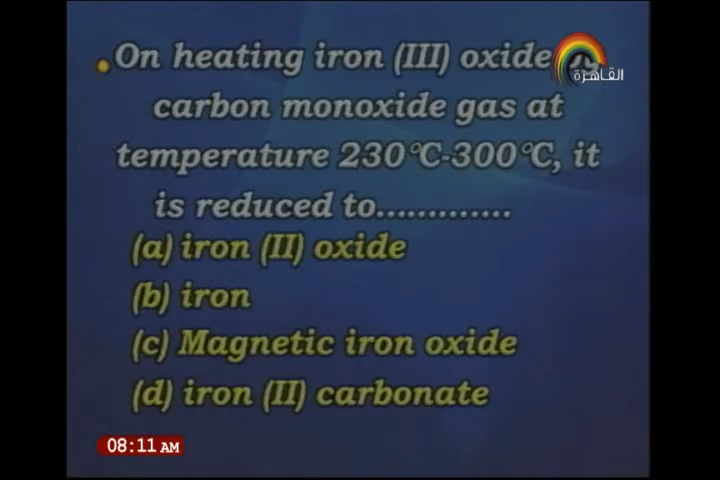 On heating iron (III) oxide
القاهرة
carbon monoxide gas at
temperature 230°C-300°C, it
is reduced to.............
(a) iron (II) oxide
(b) iron
(c) Magnetic iron oxide
(d) iron (II) carbonate
08:11 AM